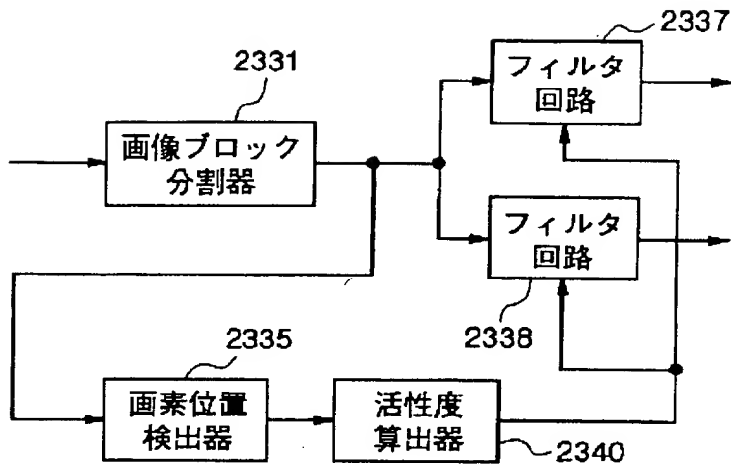 2337
フィルタ
回路
2331
画像ブロック
分割器
フィルタ
回路
2338
2335
画素位置
検出器
活性度
算出器
2340